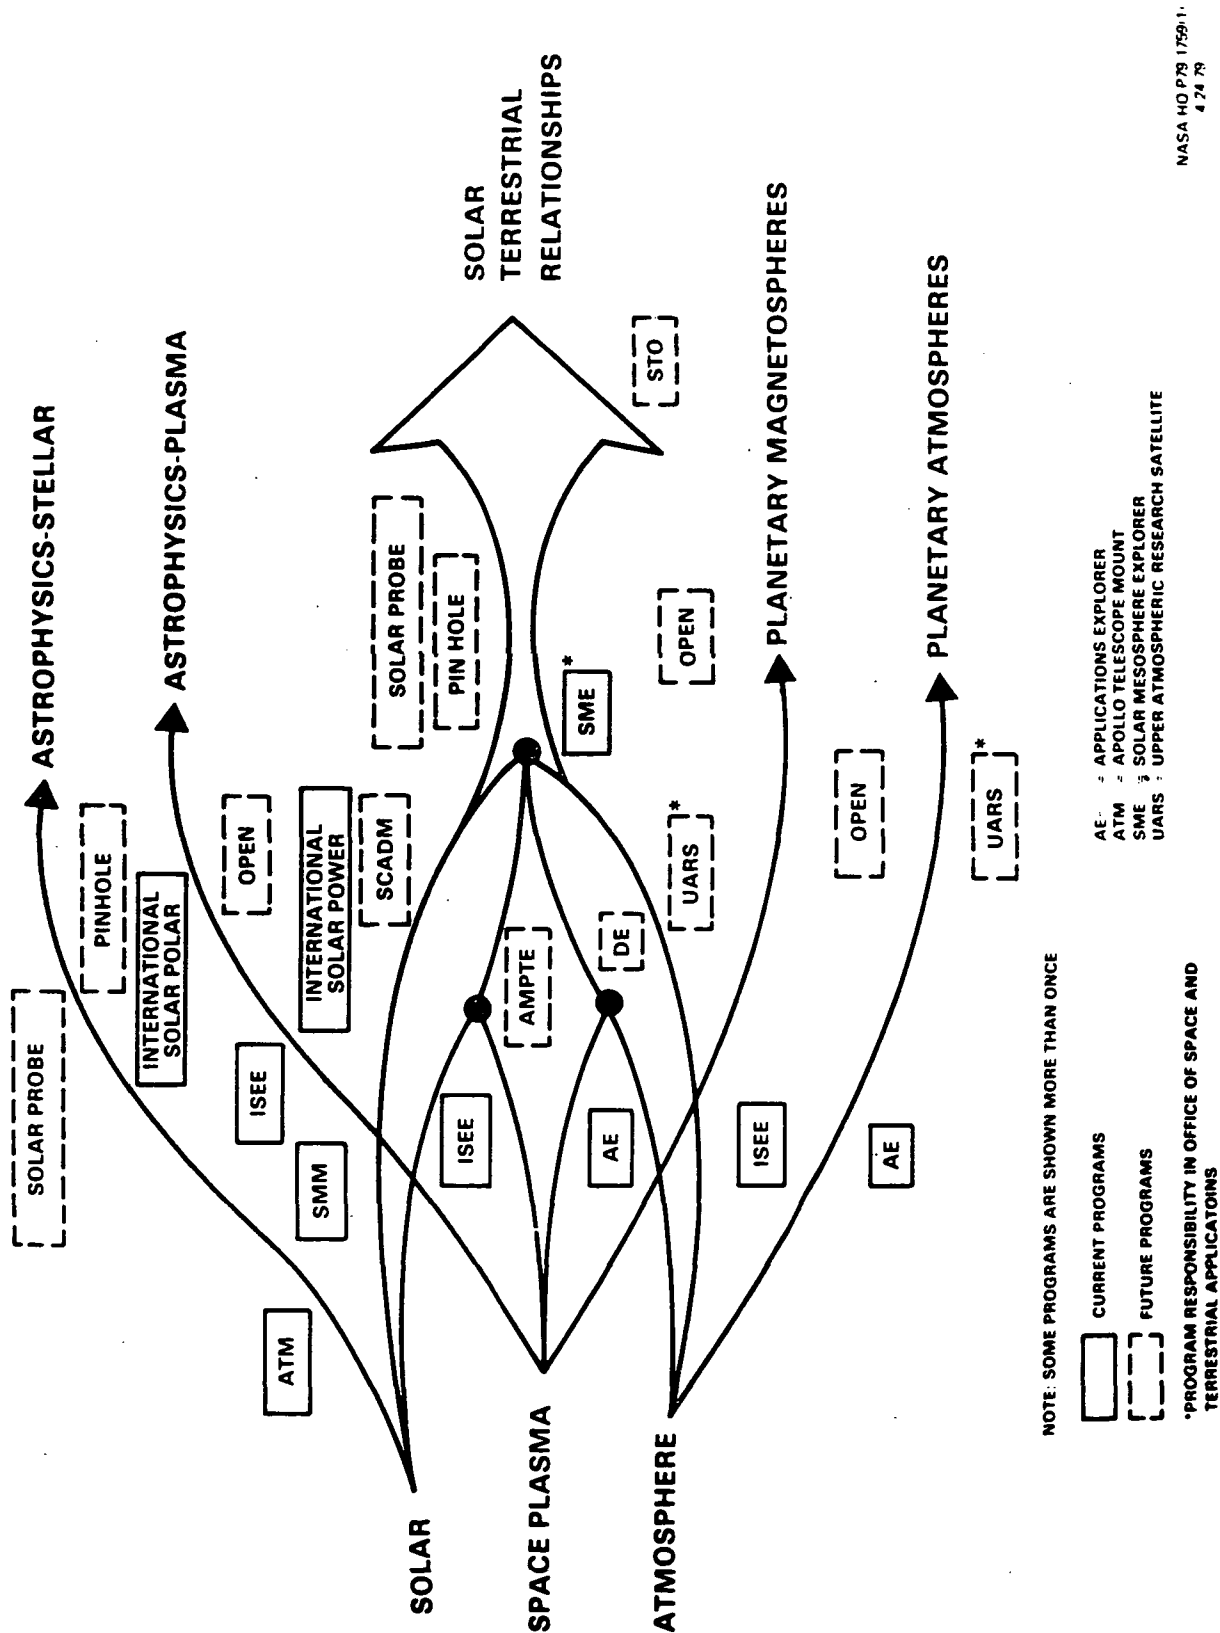 ASTROPHYSICS-STELLAR
ASTROPHYSICS-PLASMA
SOLAR
TERRESTRIAL
RELATIONSHIPS
PLANETARY MAGNETOSPHERES
PLANETARY ATMOSPHERES
SOLAR PROBE
PINHOLE
INTERNATIONAL
SOLAR POLAR
OPEN
ISEE
INTERNATIONAL
SOLAR POWER
SCADM
SMM
ATM
SOLAR PROBE
PIN HOLE
SME
*
STO
OPEN
ISEE
AMPTE
DE
UARS
*
AE
ISEE
OPEN
AE
UARS
*
SOLAR
SPACE PLASMA
ATMOSPHERE
NOTE: SOME PROGRAMS ARE SHOWN MORE THAN ONCE
CURRENT PROGRAMS
FUTURE PROGRAMS
*PROGRAM RESPONSIBILITY IN OFFICE OF SPACE AND
TERRESTRIAL APPLICATOINS
AE = APPLICATIONS EXPLORER
ATM = APOLLO TELESCOPE MOUNT
SME = SOLAR MESOSPHERE EXPLORER
UARS = UPPER ATMOSPHERIC RESEARCH SATELLITE
NASA HQ P79
4 24 79